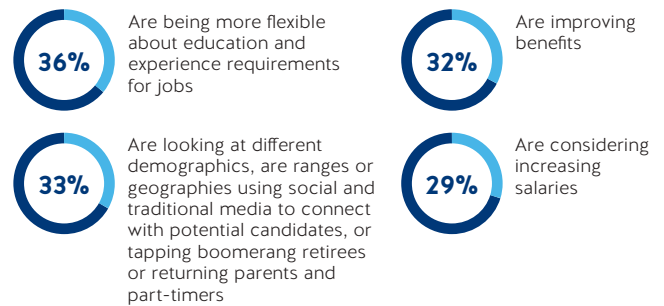 36%
Are being more flexible
about education and
experience requirements
for jobs
32%
Are improving
benefits
33%
Are looking at different
demographics, are ranges or
geographies using social and
traditional media to connect
with potential candidates, or
tapping boomerang retirees
or returning parents and
part-timers
29%
Are considering
increasing
salaries